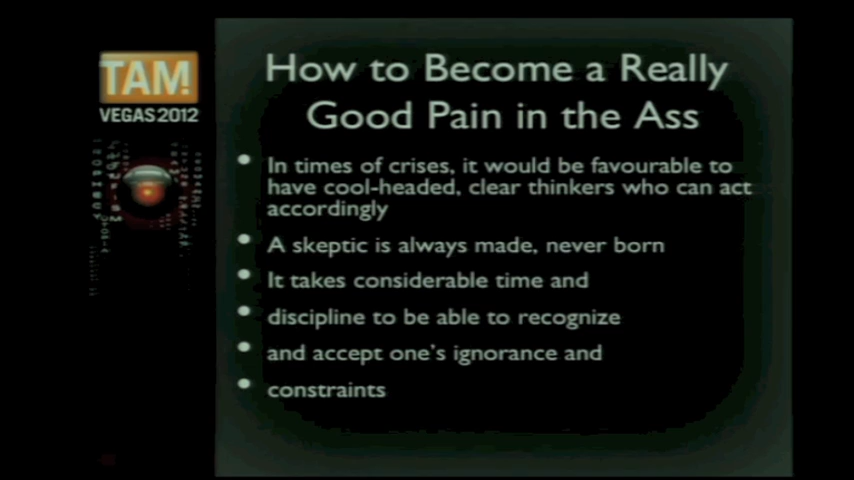 TAM!
VEGAS 2012
How to Become a Really
Good Pain in the Ass
• In times of crises, it would be favourable to
have cool-headed, clear thinkers who can act
accordingly
• A skeptic is always made, never born
• It takes considerable time and
• discipline to be able to recognize
• and accept one's ignorance and
• constraints